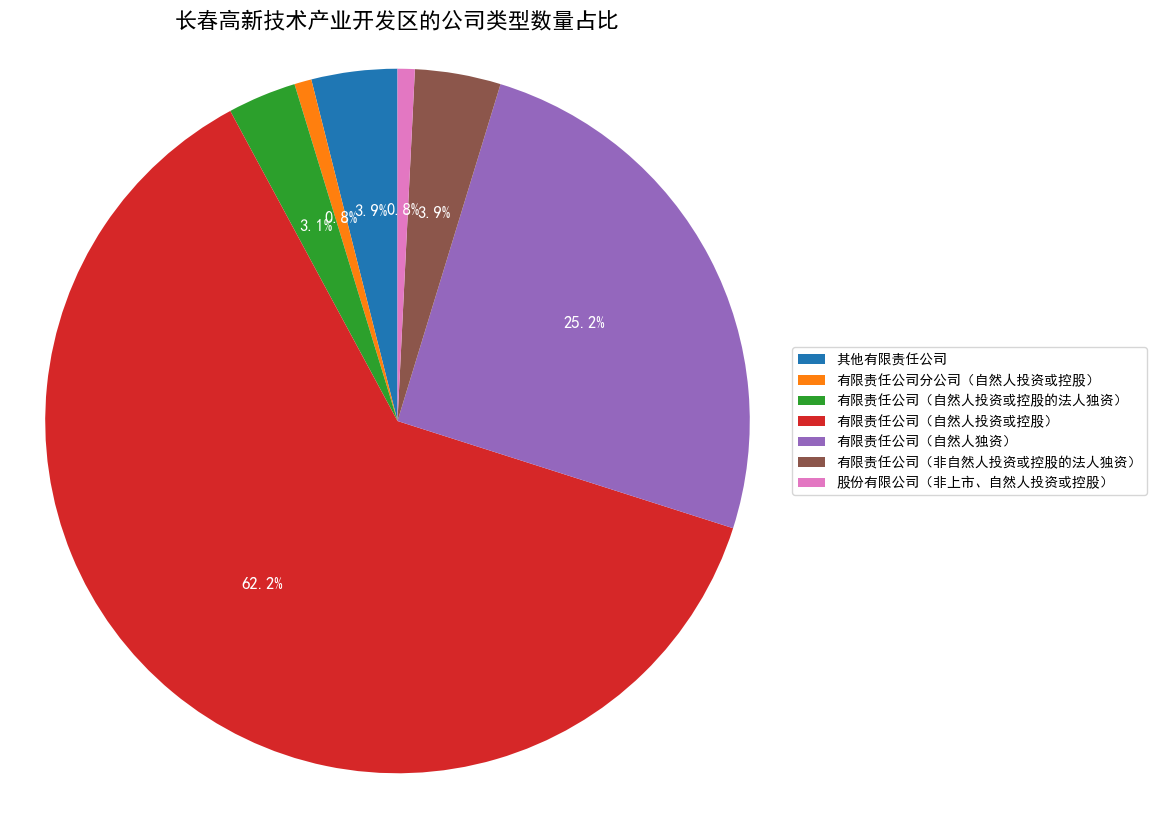 长春高新技术产业开发区的公司类型数量占比
3.1%
0.8%
3.9%
0.8%
3.9%
25.2%
62.2%
其他有限责任公司
有限责任公司分公司（自然人投资或控股）
有限责任公司（自然人投资或控股的法人独资）
有限责任公司（自然人投资或控股）
有限责任公司（自然人独资）
有限责任公司（非自然人投资或控股的法人独资）
股份有限公司（非上市、自然人投资或控股）